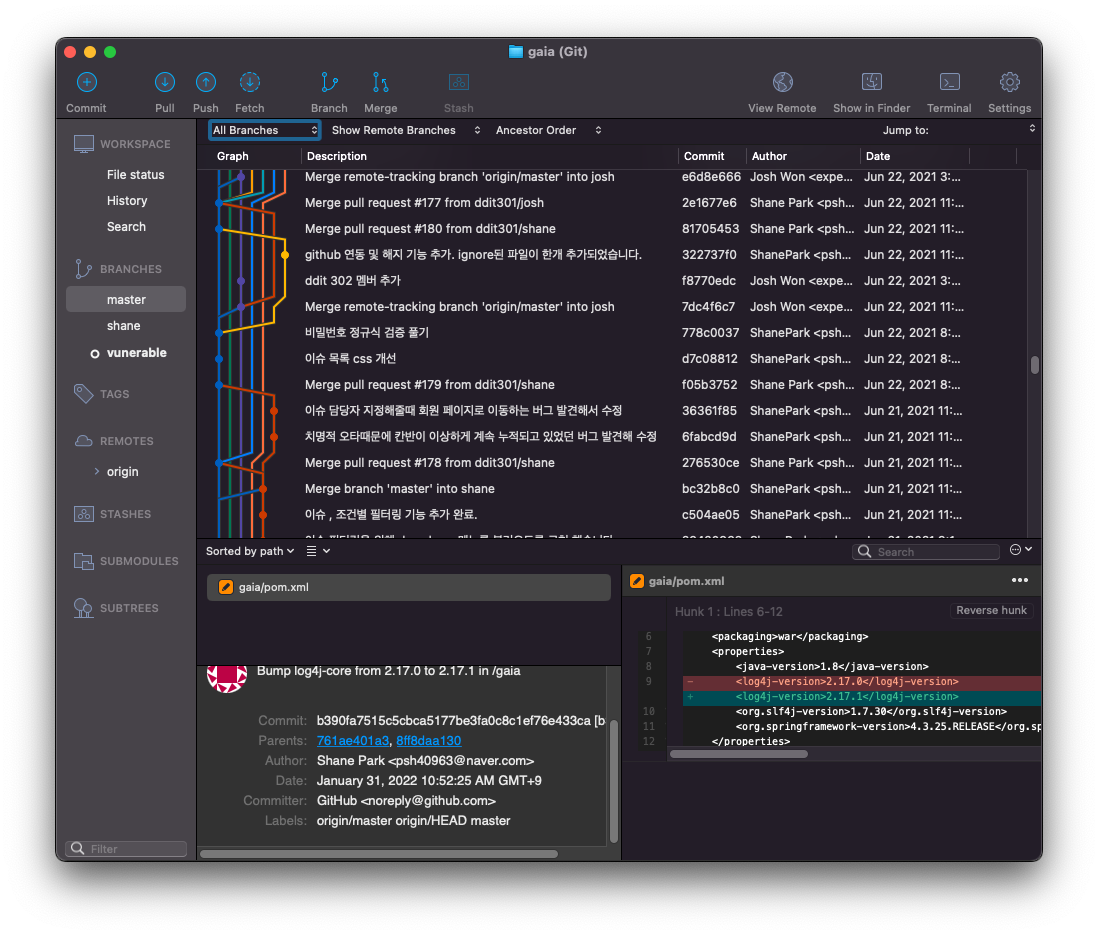 gaia (Git)
Commit Pull Push Fetch Branch Merge Stash View Remote Show in Finder Terminal Settings
WORKSPACE
File status
History
Search
BRANCHES
master
shane
vunerable
TAGS
REMOTES
origin
STASHES
SUBMODULES
SUBTREES
Filter
All Branches Show Remote Branches Ancestor Order Jump to:
Graph Description Commit Author Date
Merge remote-tracking branch 'origin/master' into josh e6d8e666 Josh Won <expe... Jun 22, 2021 3:...
Merge pull request #177 from ddit301/josh 2e1677e6 Shane Park <psh... Jun 22, 2021 11:...
Merge pull request #180 from ddit301/shane 81705453 Shane Park <psh... Jun 22, 2021 11:...
github 연동 및 해지 기능 추가. ignore된 파일이 한개 추가되었습니다. 322737f0 ShanePark <psh... Jun 22, 2021 11:...
ddit 302 멤버 추가 f8770edc Josh Won <expe... Jun 22, 2021 3:...
Merge remote-tracking branch 'origin/master' into josh 7dc4f6c7 Josh Won <expe... Jun 22, 2021 11:...
비밀번호 정규식 검증 풀기 778c0037 ShanePark <psh... Jun 22, 2021 8:...
이슈 목록 css 개선 d7c08812 ShanePark <psh... Jun 22, 2021 8:...
Merge pull request #179 from ddit301/shane f05b3752 Shane Park <psh... Jun 22, 2021 8:...
이슈 담당자 지정해줄때 회원 페이지로 이동하는 버그 발견해서 수정 36361f85 ShanePark <psh... Jun 21, 2021 11:...
치명적 오타때문에 칸반이 이상하게 계속 누적되고 있었던 버그 발견해 수정 6fabcd9d ShanePark <psh... Jun 21, 2021 11:...
Merge pull request #178 from ddit301/shane 276530ce Shane Park <psh... Jun 21, 2021 11:...
Merge branch 'master' into shane bc32b8c0 ShanePark <psh... Jun 21, 2021 11:...
이슈 , 조건별 필터링 기능 추가 완료. c504ae05 ShanePark <psh... Jun 21, 2021 11:...
Sorted by path Search
gaia/pom.xml
Bump log4j-core from 2.17.0 to 2.17.1 in /gaia
Commit: b390fa7515c5cbca5177be3fa0c8c1ef76e433ca [b
Parents: 761ae401a3, 8ff8daa130
Author: Shane Park <psh40963@naver.com>
Date: January 31, 2022 10:52:25 AM GMT+9
Committer: GitHub <noreply@github.com>
Labels: origin/master origin/HEAD master
gaia/pom.xml
Hunk 1 : Lines 6-12 Reverse hunk
6 <packaging>war</packaging>
7 <properties>
8 <java-version>1.8</java-version>
9 - <log4j-version>2.17.0</log4j-version>
+ <log4j-version>2.17.1</log4j-version>
10 <org.slf4j-version>1.7.30</org.slf4j-version>
11 <org.springframework-version>4.3.25.RELEASE</org.sp
12 </properties>